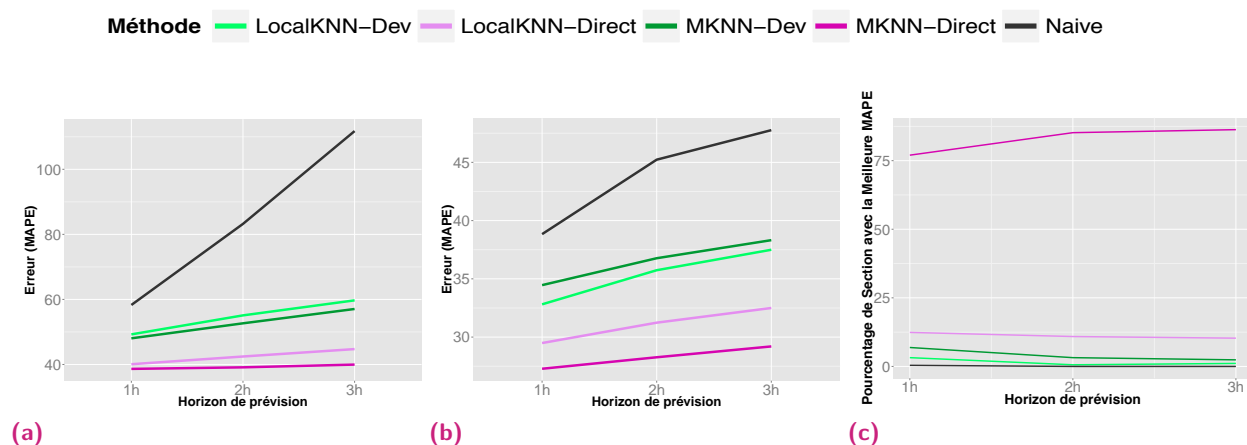 Méthode LocalKNN−Dev LocalKNN−Direct MKNN−Dev MKNN−Direct Naive
Erreur (MAPE)
100
80
60
40
1h 2h 3h
Horizon de prévision
(a)
Erreur (MAPE)
45
40
35
30
1h 2h 3h
Horizon de prévision
(b)
Pourcentage de Section avec la Meilleure MAPE
75
50
25
0
1h 2h 3h
Horizon de prévision
(c)